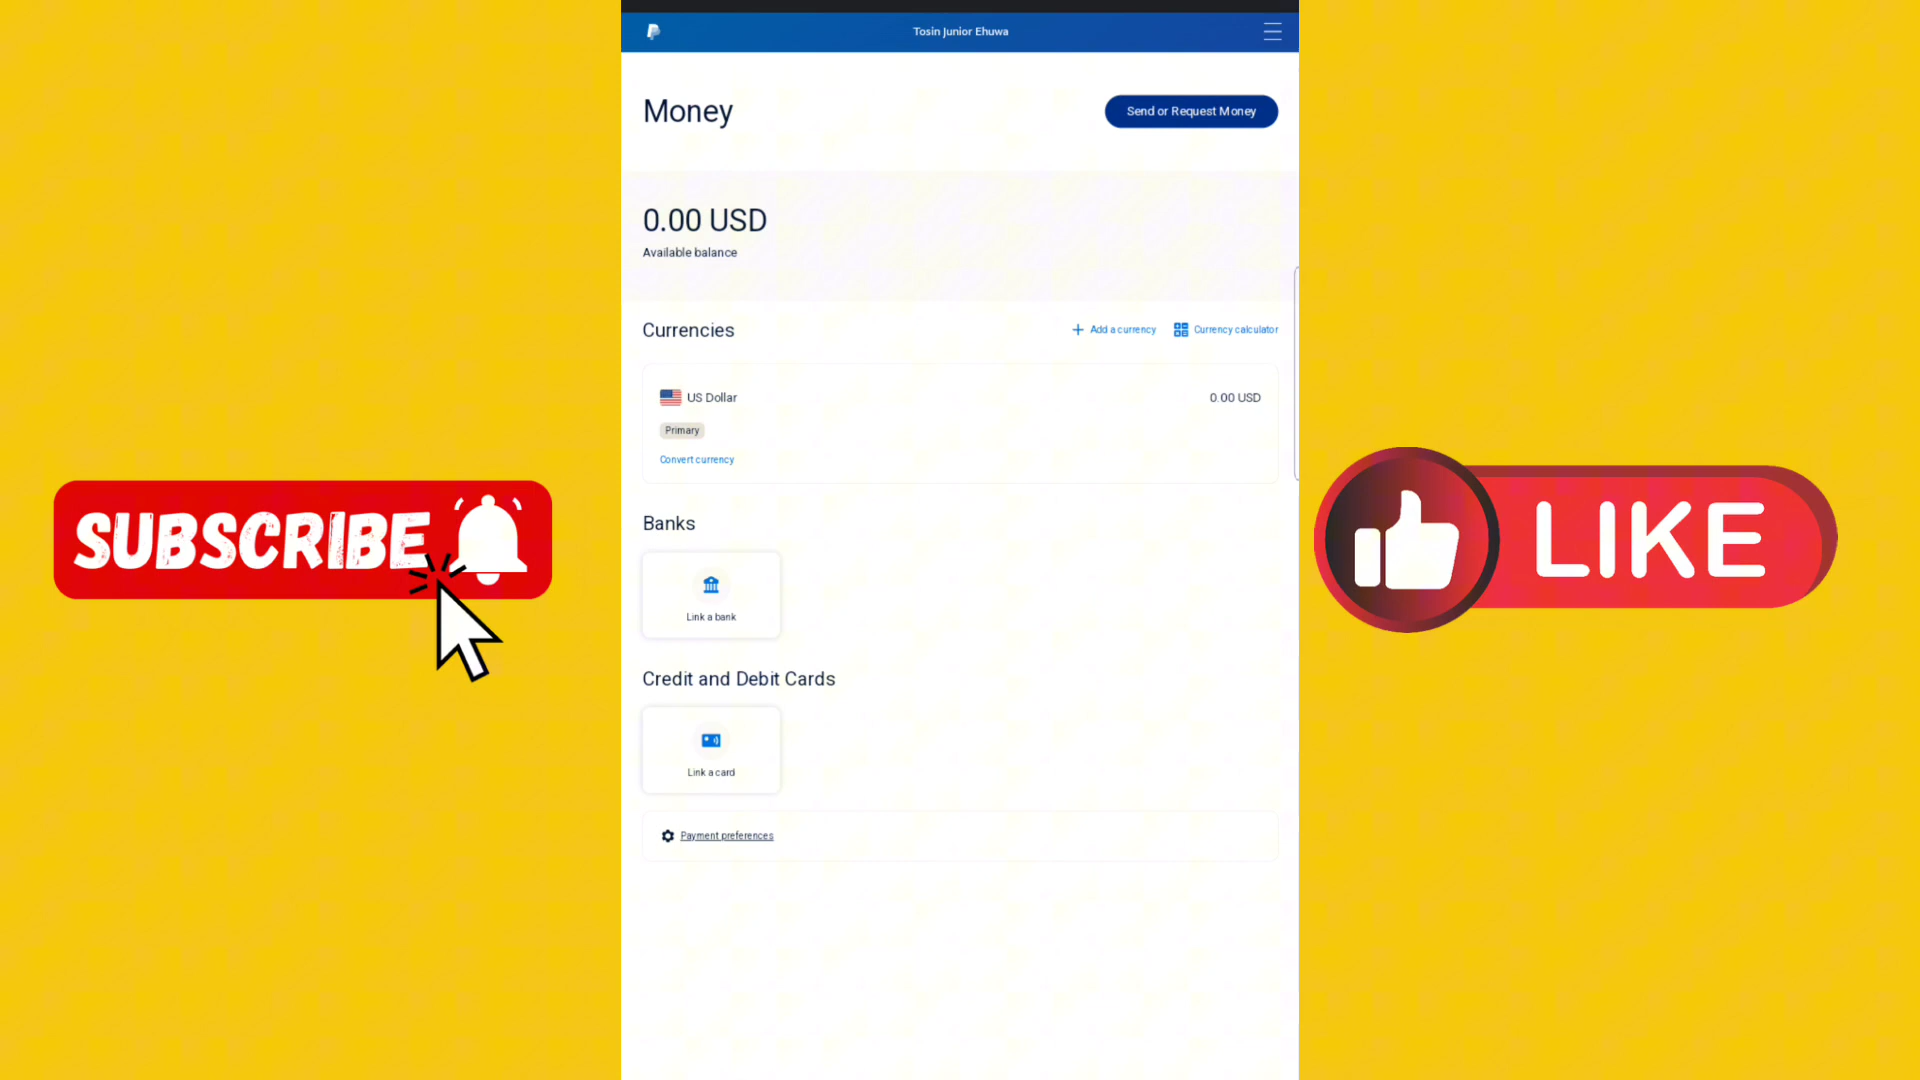 Tosin Junior Ehuwa
Money
Send or Request Money
0.00 USD
Available balance
Currencies
Add a currency
Currency calculator
US Dollar
0.00 USD
Primary
Convert currency
Banks
Link a bank
Credit and Debit Cards
Link a card
Payment preferences
SUBSCRIBE
LIKE